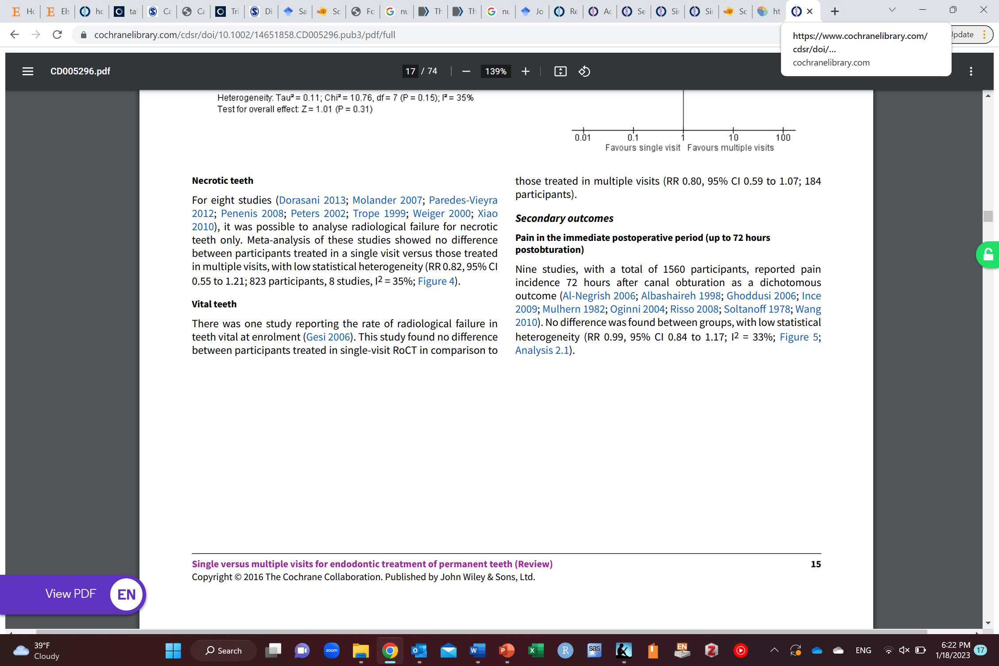 Hc
Els
hc
tal
Ca
Ca
Tri
Di
Sa
Sc
Fo
nu
Th
Th
nu
Jo
Re
Ac
Se
Sir
Sir
Sc
ht
cochranelibrary.com/cdsr/doi/10.1002/14651858.CD005296.pub3/pdf/full
Update
https://www.cochranelibrary.com/
cdsr/doi/...
cochranelibrary.com
CD005296.pdf
17 / 74
139%
Heterogeneity: Tau² = 0.11; Chi² = 10.76, df = 7 (P = 0.15); I² = 35%
Test for overall effect: Z = 1.01 (P = 0.31)
0.01 0.1 1 10 100
Favours single visit Favours multiple visits
Necrotic teeth
For eight studies (Dorasani 2013; Molander 2007; Paredes-Vieyra
2012; Penenis 2008; Peters 2002; Trope 1999; Weiger 2000; Xiao
2010), it was possible to analyse radiological failure for necrotic
teeth only. Meta-analysis of these studies showed no difference
between participants treated in a single visit versus those treated
in multiple visits, with low statistical heterogeneity (RR 0.82, 95% CI
0.55 to 1.21; 823 participants, 8 studies, I2 = 35%; Figure 4).
Vital teeth
There was one study reporting the rate of radiological failure in
teeth vital at enrolment (Gesi 2006). This study found no difference
between participants treated in single-visit RoCT in comparison to
those treated in multiple visits (RR 0.80, 95% CI 0.59 to 1.07; 184
participants).
Secondary outcomes
Pain in the immediate postoperative period (up to 72 hours
postobturation)
Nine studies, with a total of 1560 participants, reported pain
incidence 72 hours after canal obturation as a dichotomous
outcome (Al-Negrish 2006; Albashaireh 1998; Ghoddusi 2006; Ince
2009; Mulhern 1982; Oginni 2004; Risso 2008; Soltanoff 1978; Wang
2010). No difference was found between groups, with low statistical
heterogeneity (RR 0.99, 95% CI 0.84 to 1.17; I2 = 33%; Figure 5;
Analysis 2.1).
Single versus multiple visits for endodontic treatment of permanent teeth (Review)
15
Copyright © 2016 The Cochrane Collaboration. Published by John Wiley & Sons, Ltd.
View PDF
EN
39°F
Cloudy
Search
zoom
sas
EN
ENG
6:22 PM
1/18/2023
17